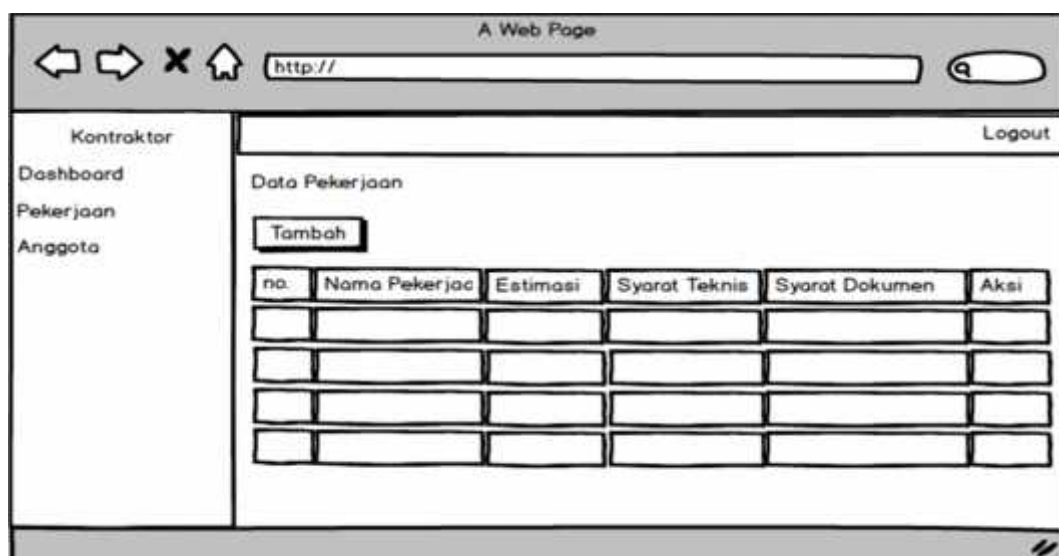 A Web Page
http://
Kontraktor
Logout
Dashboard
Data Pekerjaan
Pekerjaan
Tambah
Anggota
no. Nama Pekerjac Estimasi Syarat Teknis Syarat Dokumen Aksi